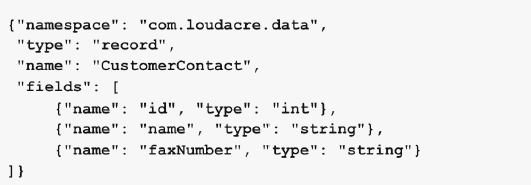 {"namespace": "com.loudacre.data",
"type": "record",
"name": "CustomerContact",
"fields": [
{"name": "id", "type": "int"},
{"name": "name", "type": "string"},
{"name": "faxNumber", "type": "string"}
]}